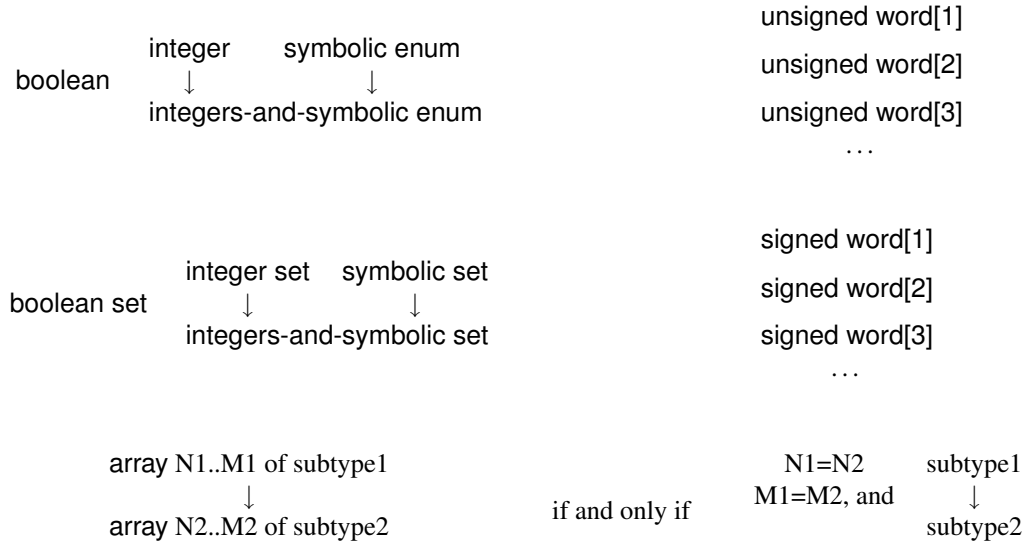 boolean
integer symbolic enum
↓ ↓
integers-and-symbolic enum
unsigned word[1]
unsigned word[2]
unsigned word[3]
...
boolean set
integer set symbolic set
↓ ↓
integers-and-symbolic set
signed word[1]
signed word[2]
signed word[3]
...
array N1..M1 of subtype1
↓
array N2..M2 of subtype2
if and only if
N1=N2
M1=M2, and
subtype1
↓
subtype2